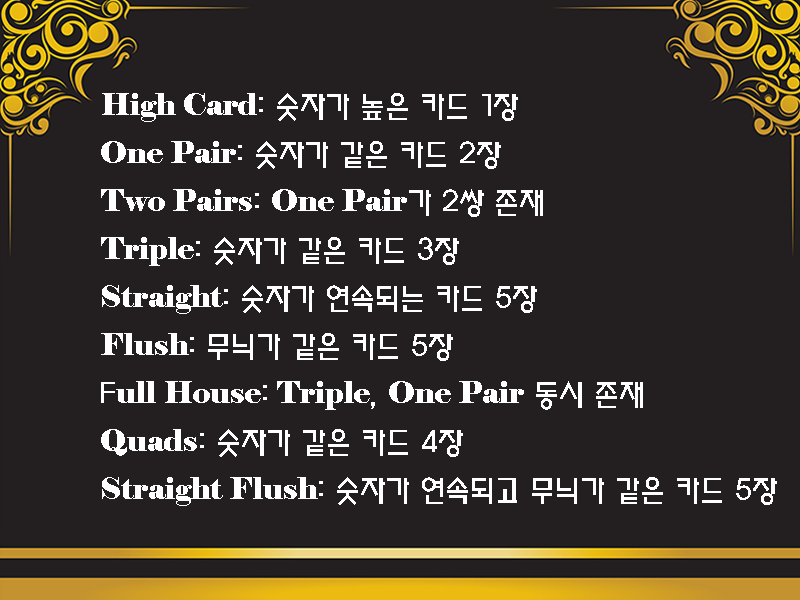 High Card: 숫자가 높은 카드 1장
One Pair: 숫자가 같은 카드 2장
Two Pairs: One Pair가 2쌍 존재
Triple: 숫자가 같은 카드 3장
Straight: 숫자가 연속되는 카드 5장
Flush: 무늬가 같은 카드 5장
Full House: Triple, One Pair 동시 존재
Quads: 숫자가 같은 카드 4장
Straight Flush: 숫자가 연속되고 무늬가 같은 카드 5장